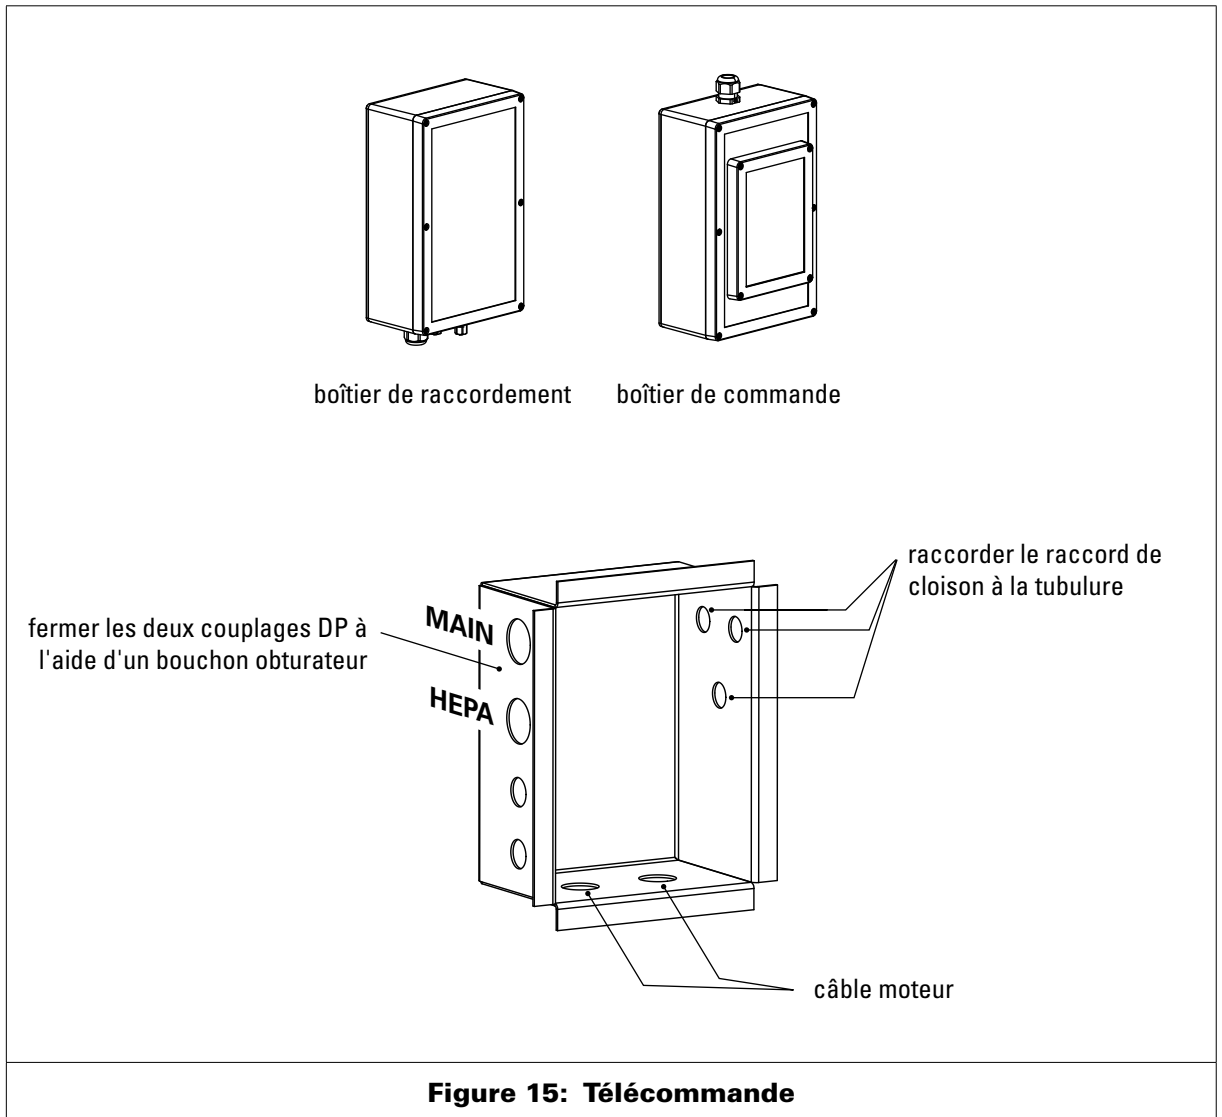 boîtier de raccordement
boîtier de commande
raccorder le raccord de
cloison à la tubulure
fermer les deux couplages DP à
l'aide d'un bouchon obturateur
MAIN
HEPA
câble moteur
Figure 15: Télécommande